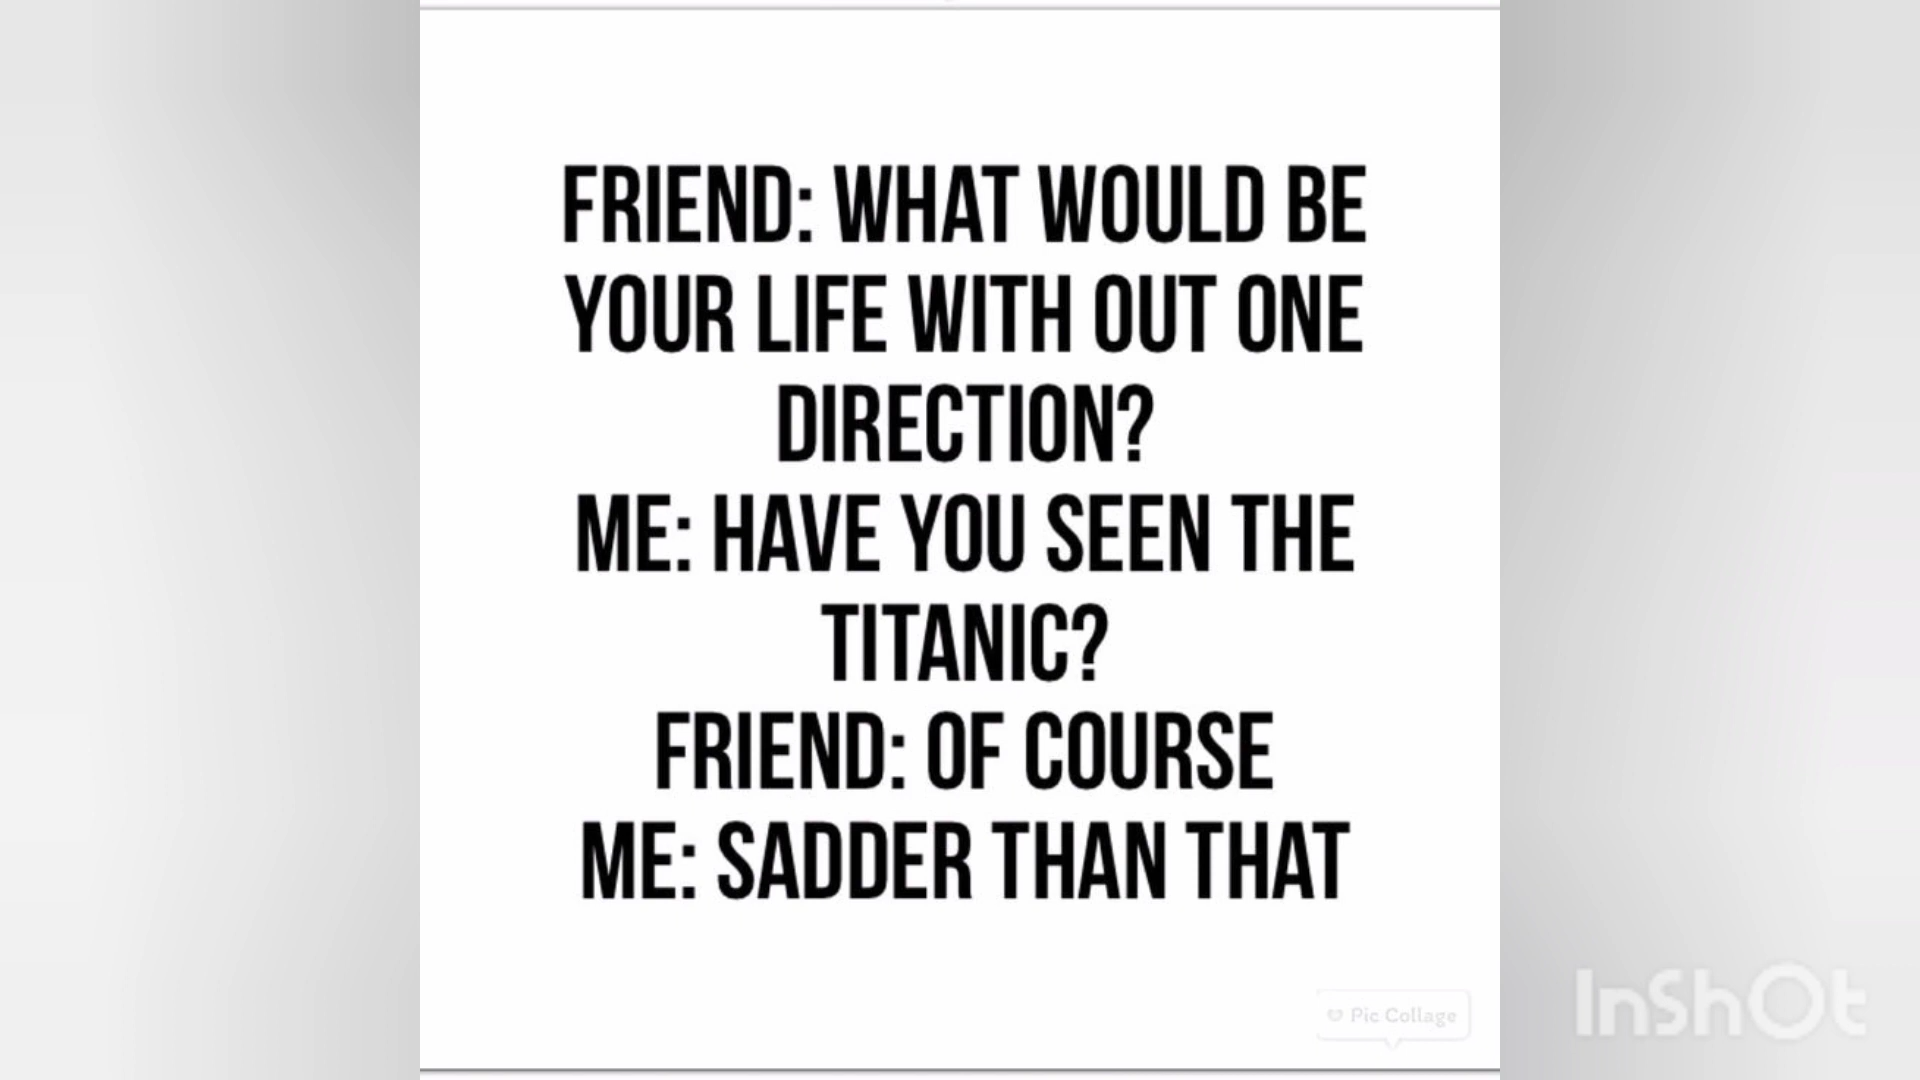 FRIEND: WHAT WOULD BE
YOUR LIFE WITH OUT ONE
DIRECTION?
ME: HAVE YOU SEEN THE
TITANIC?
FRIEND: OF COURSE
ME: SADDER THAN THAT
Pic Collage
InShOt